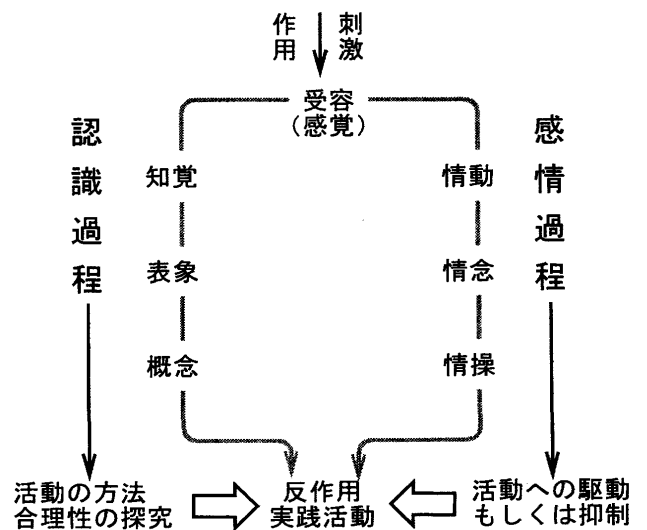 作用
刺激
受容
(感覚)
認識過程
感情過程
知覚
情動
表象
情念
概念
情操
活動の方法
合理性の探究
反作用
実践活動
活動への駆動
もしくは抑制